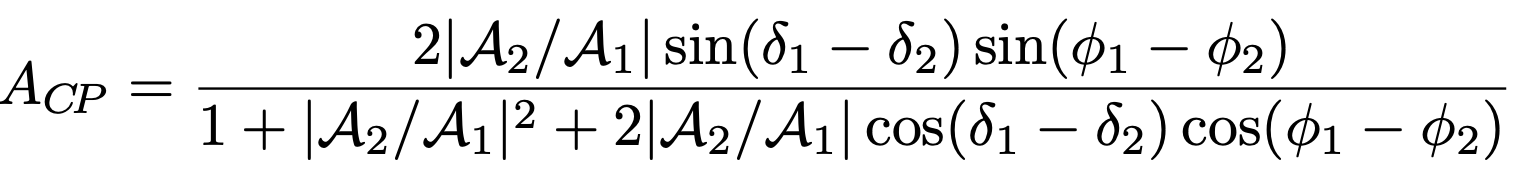 A_{CP} = \frac{2|\mathcal{A}_2/\mathcal{A}_1| \sin(\delta_1 - \delta_2) \sin(\phi_1 - \phi_2)}{1 + |\mathcal{A}_2/\mathcal{A}_1|^2 + 2|\mathcal{A}_2/\mathcal{A}_1| \cos(\delta_1 - \delta_2) \cos(\phi_1 - \phi_2)}